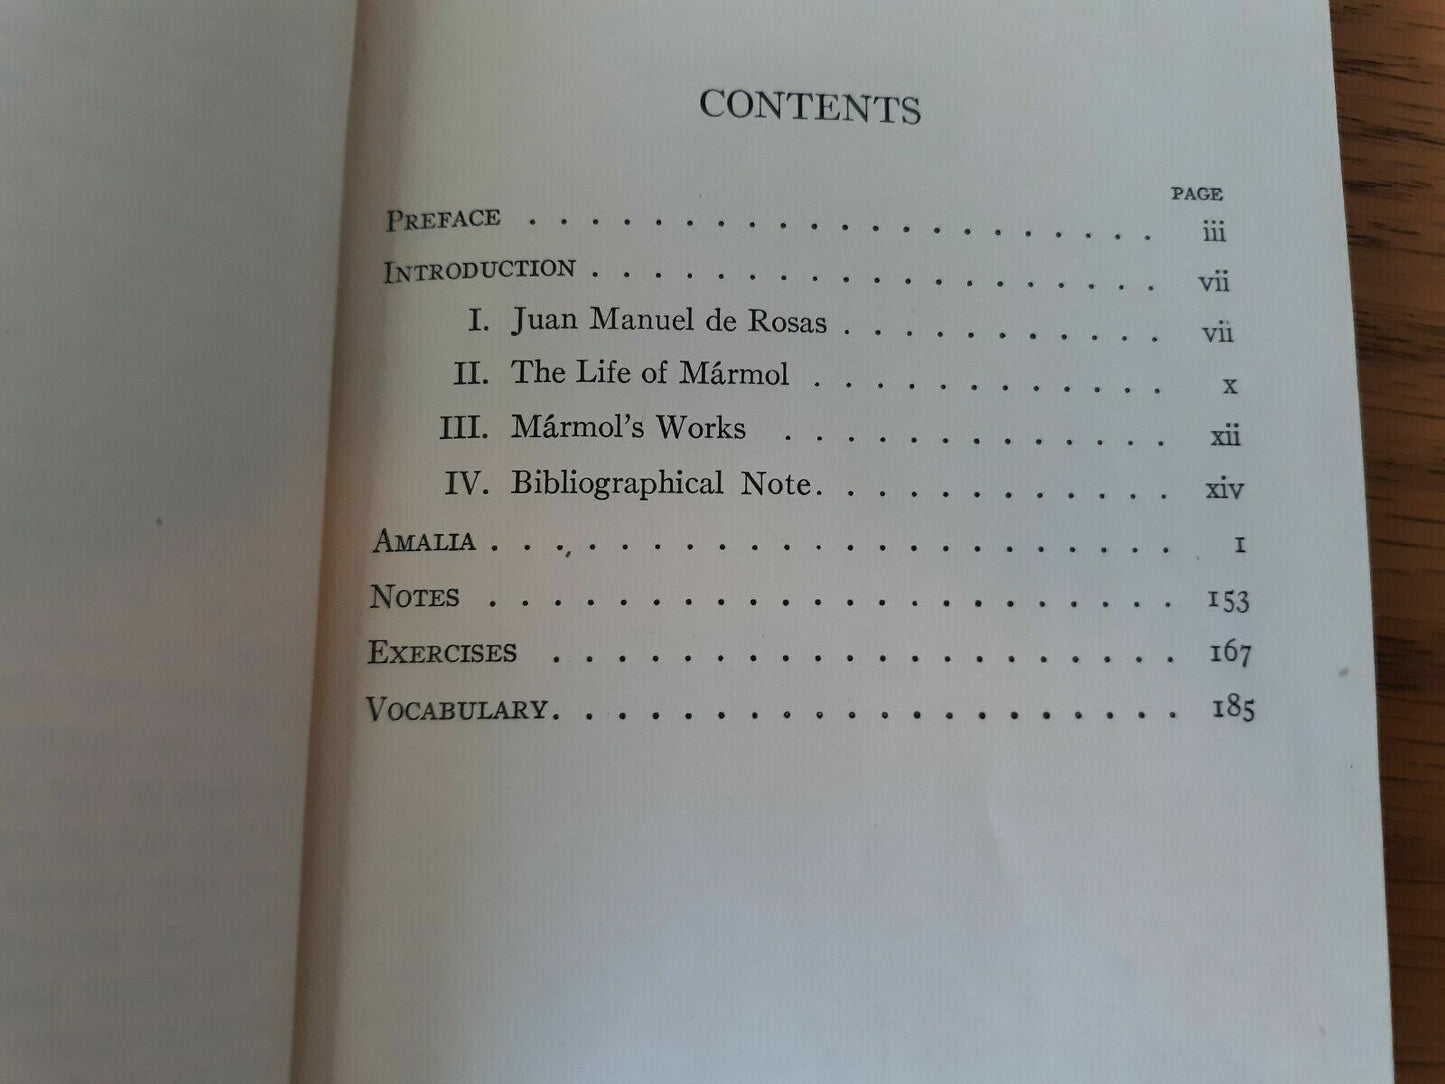 CONTENTS
PAGE
PREFACE . . . . . . . . . . . . . . . . . . . . iii
INTRODUCTION . . . . . . . . . . . . . . . . . . vii
I. Juan Manuel de Rosas . . . . . . . . . . . vii
II. The Life of Mármol . . . . . . . . . . . . x
III. Mármol's Works . . . . . . . . . . . . . xii
IV. Bibliographical Note . . . . . . . . . . . . xiv
AMALIA . . . . . . . . . . . . . . . . . . . . . . 1
NOTES . . . . . . . . . . . . . . . . . . . . . . 153
EXERCISES . . . . . . . . . . . . . . . . . . . . 167
VOCABULARY . . . . . . . . . . . . . . . . . . . . 185